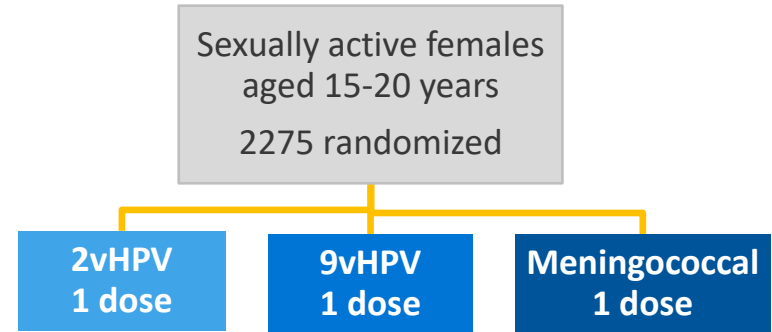 Sexually active females
aged 15-20 years
2275 randomized
2vHPV
1 dose
9vHPV
1 dose
Meningococcal
1 dose